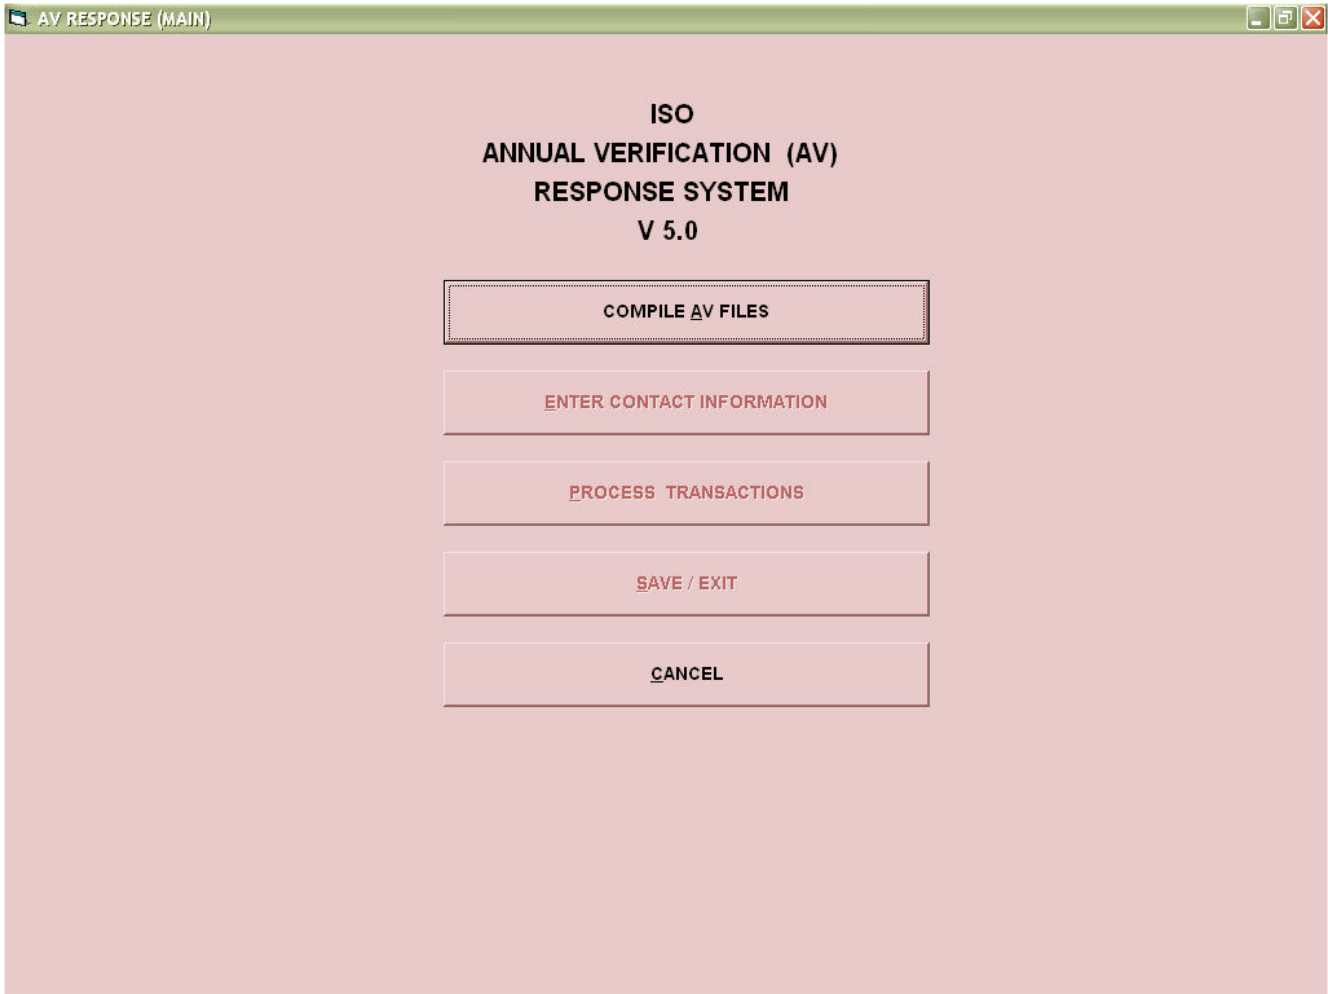 AV RESPONSE (MAIN)
ISO
ANNUAL VERIFICATION (AV)
RESPONSE SYSTEM
V 5.0
COMPILE AV FILES
ENTER CONTACT INFORMATION
PROCESS TRANSACTIONS
SAVE / EXIT
CANCEL